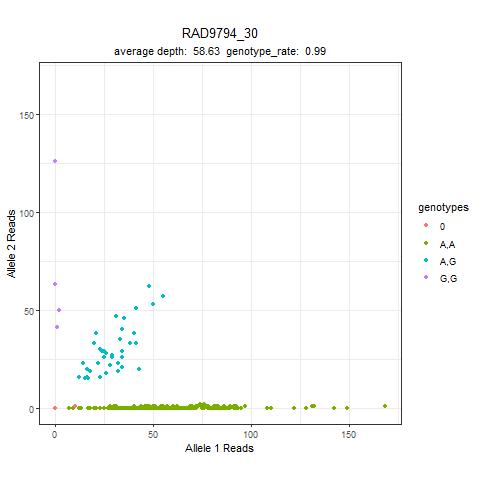 RAD9794_30
average depth:  58.63  genotype_rate:  0.99
Allele 2 Reads
150
100
50
0
0
50
100
150
Allele 1 Reads
genotypes
0
A,A
A,G
G,G